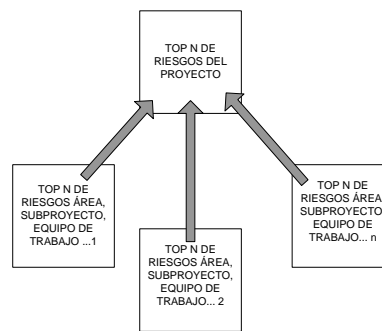 TOP N DE
RIESGOS DEL
PROYECTO
TOP N DE
RIESGOS ÁREA,
SUBPROYECTO,
EQUIPO DE
TRABAJO ...1
TOP N DE
RIESGOS ÁREA,
SUBPROYECTO,
EQUIPO DE
TRABAJO... 2
TOP N DE
RIESGOS ÁREA,
SUBPROYECTO,
EQUIPO DE
TRABAJO... n